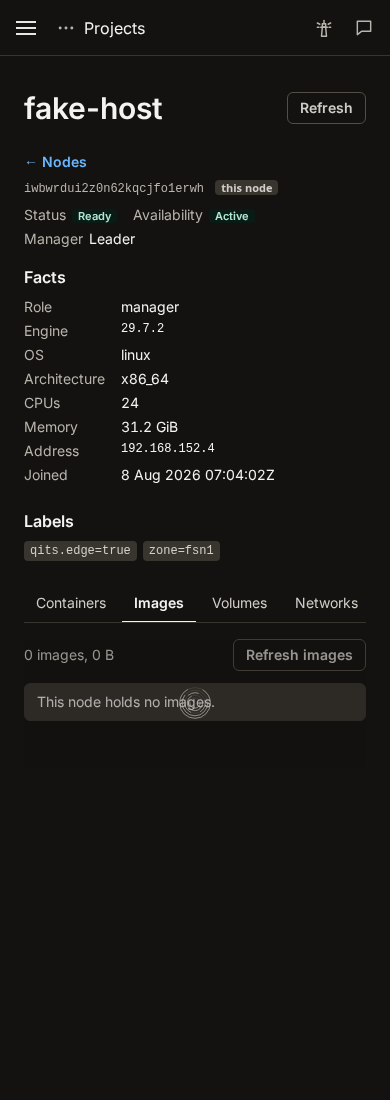 Projects
fake-host
Refresh
← Nodes
iwbwrdui2z0n62kqcjfo1erwh this node
Status Ready Availability Active
Manager Leader
Facts
Role manager
Engine 29.7.2
OS linux
Architecture x86_64
CPUs 24
Memory 31.2 GiB
Address 192.168.152.4
Joined 8 Aug 2026 07:04:02Z
Labels
qits.edge=true zone=fsn1
Containers Images Volumes Networks
0 images, 0 B Refresh images
This node holds no images.